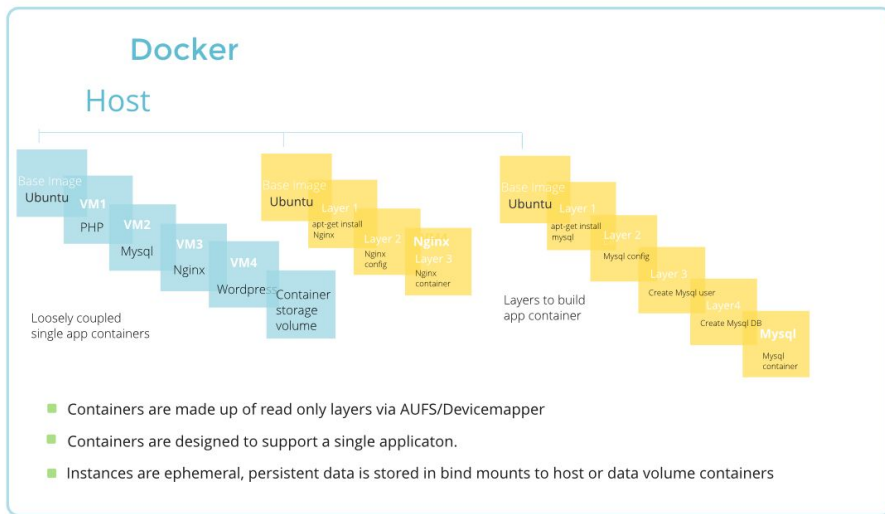 Docker
Host
Base Image
Ubuntu
VM1
PHP
VM2
Mysql
VM3
Nginx
VM4
Wordpress
Container
storage
volume
Loosely coupled
single app containers
Base Image
Ubuntu
Layer 1
apt-get install
Nginx
Layer 2
Nginx
config
Nginx
Layer 3
Nginx
container
Base Image
Ubuntu
Layer 1
apt-get install
mysql
Layer 2
Mysql config
Layer 3
Create Mysql user
Layer4
Create Mysql DB
Mysql
Mysql
container
Layers to build
app container
Containers are made up of read only layers via AUFS/Devicemapper
Containers are designed to support a single applicaton.
Instances are ephemeral, persistent data is stored in bind mounts to host or data volume containers